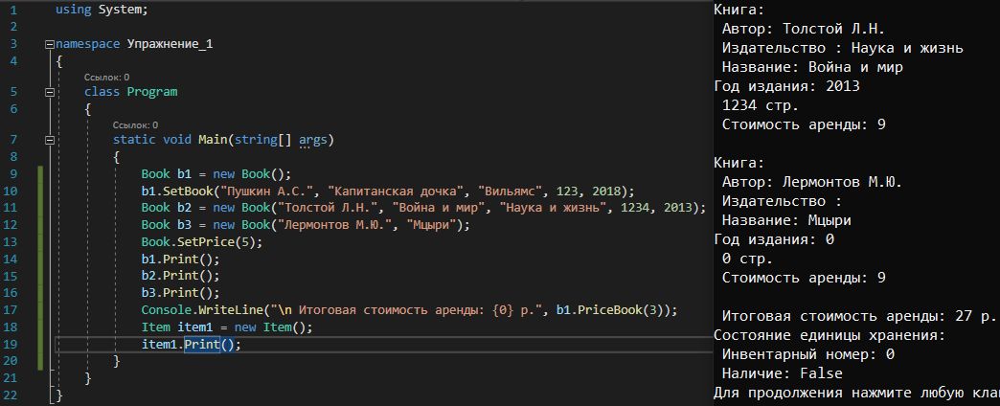 1 using System;
2
3 namespace Упражнение_1
4 {
Ссылок: 0
5 class Program
6 {
Ссылок: 0
7 static void Main(string[] args)
8 {
9 Book b1 = new Book();
10 b1.SetBook("Пушкин А.С.", "Капитанская дочка", "Вильямс", 123, 2018);
11 Book b2 = new Book("Толстой Л.Н.", "Война и мир", "Наука и жизнь", 1234, 2013);
12 Book b3 = new Book("Лермонтов М.Ю.", "Мцыри");
13 Book.SetPrice(5);
14 b1.Print();
15 b2.Print();
16 b3.Print();
17 Console.WriteLine("\n Итоговая стоимость аренды: {0} р.", b1.PriceBook(3));
18 Item item1 = new Item();
19 item1.Print();
20 }
21 }
22 }
Книга:
Автор: Толстой Л.Н.
Издательство : Наука и жизнь
Название: Война и мир
Год издания: 2013
1234 стр.
Стоимость аренды: 9
Книга:
Автор: Лермонтов М.Ю.
Издательство :
Название: Мцыри
Год издания: 0
0 стр.
Стоимость аренды: 9
Итоговая стоимость аренды: 27 р.
Состояние единицы хранения:
Инвентарный номер: 0
Наличие: False
Для продолжения нажмите любую